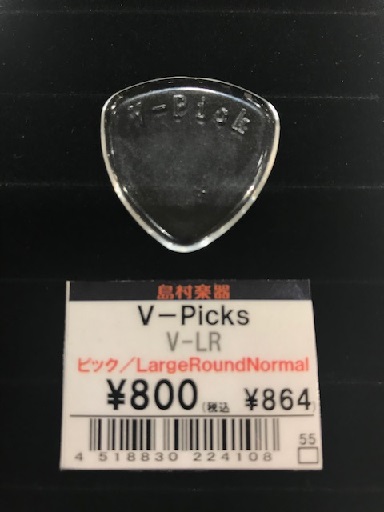 V-Pick
島村楽器
V-Picks
V-LR
ピック/LargeRoundNormal
¥800(税込 ¥864)
55
4 518830 224108